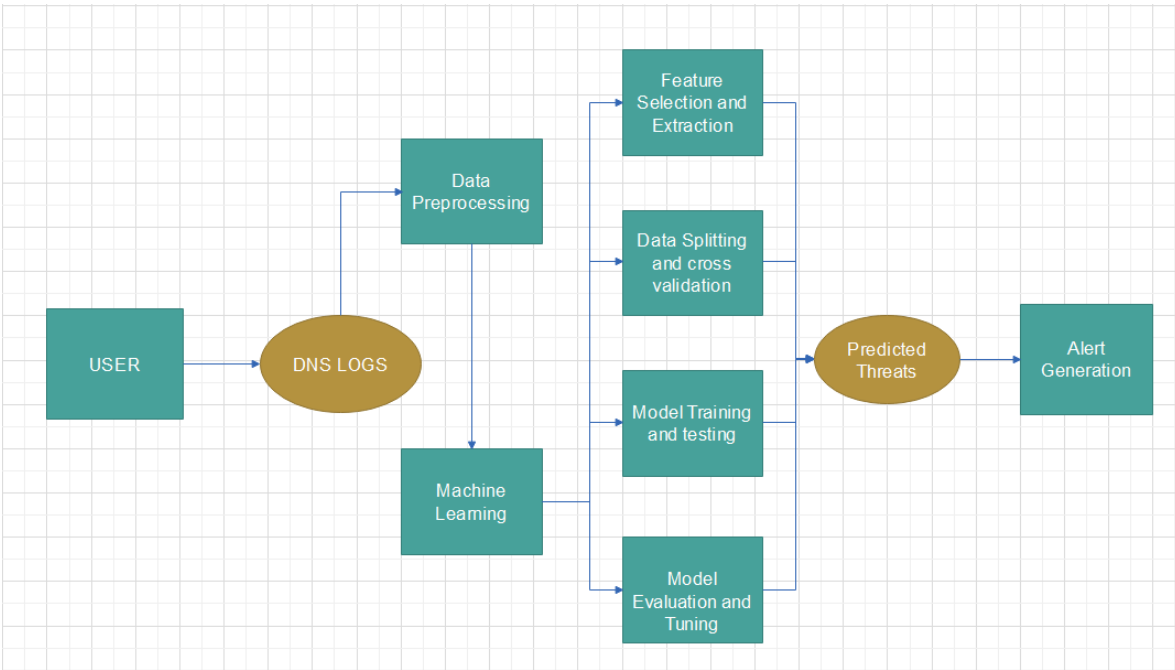 USER
DNS LOGS
Data
Preprocessing
Machine
Learning
Feature
Selection and
Extraction
Data Splitting
and cross
validation
Model Training
and testing
Model
Evaluation and
Tuning
Predicted
Threats
Alert
Generation